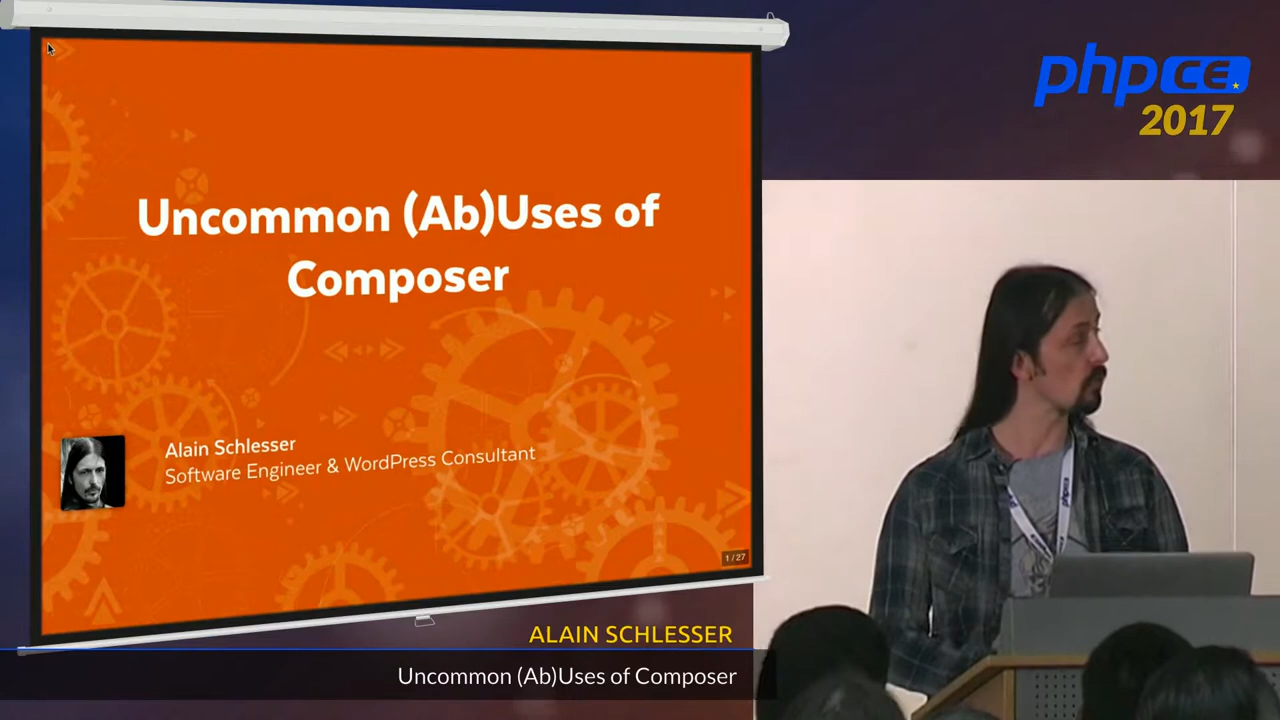 Uncommon (Ab)Uses of
Composer
Alain Schlesser
Software Engineer & WordPress Consultant
1 / 27
phpCE
2017
phpce
ALAIN SCHLESSER
Uncommon (Ab)Uses of Composer